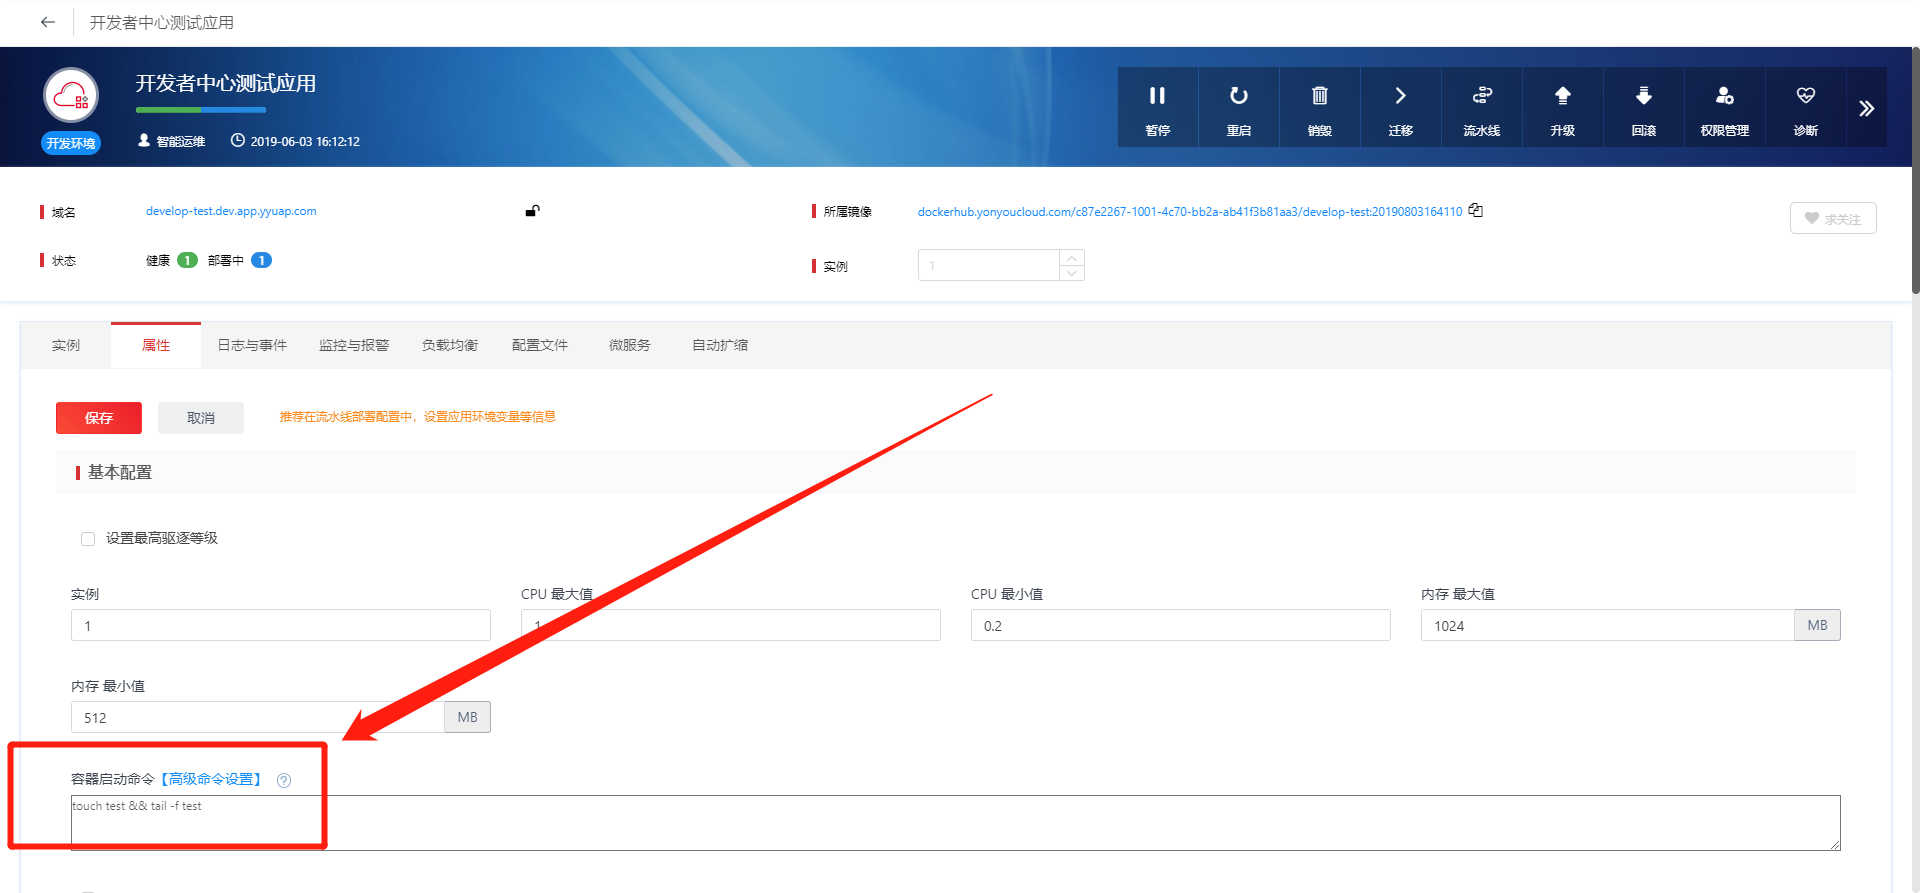 开发者中心测试应用
开发者中心测试应用
开发环境
智能运维 2019-06-03 16:12:12
暂停 重启 销毁 迁移 流水线 升级 回滚 权限管理 诊断
域名 develop-test.dev.app.yyuap.com
所属镜像 dockerhub.yonyoucloud.com/c87e2267-1001-4c70-bb2a-ab41f3b81aa3/develop-test:20190803164110
求关注
状态 健康 1 部署中 1
实例 1
实例 属性 日志与事件 监控与报警 负载均衡 配置文件 微服务 自动扩缩
保存 取消 推荐在流水线部署配置中，设置应用环境变量等信息
基本配置
设置最高驱逐等级
实例 CPU 最大值 CPU 最小值 内存 最大值
1 1 0.2 1024 MB
内存 最小值
512 MB
容器启动命令【高级命令设置】 ?
touch test && tail -f test